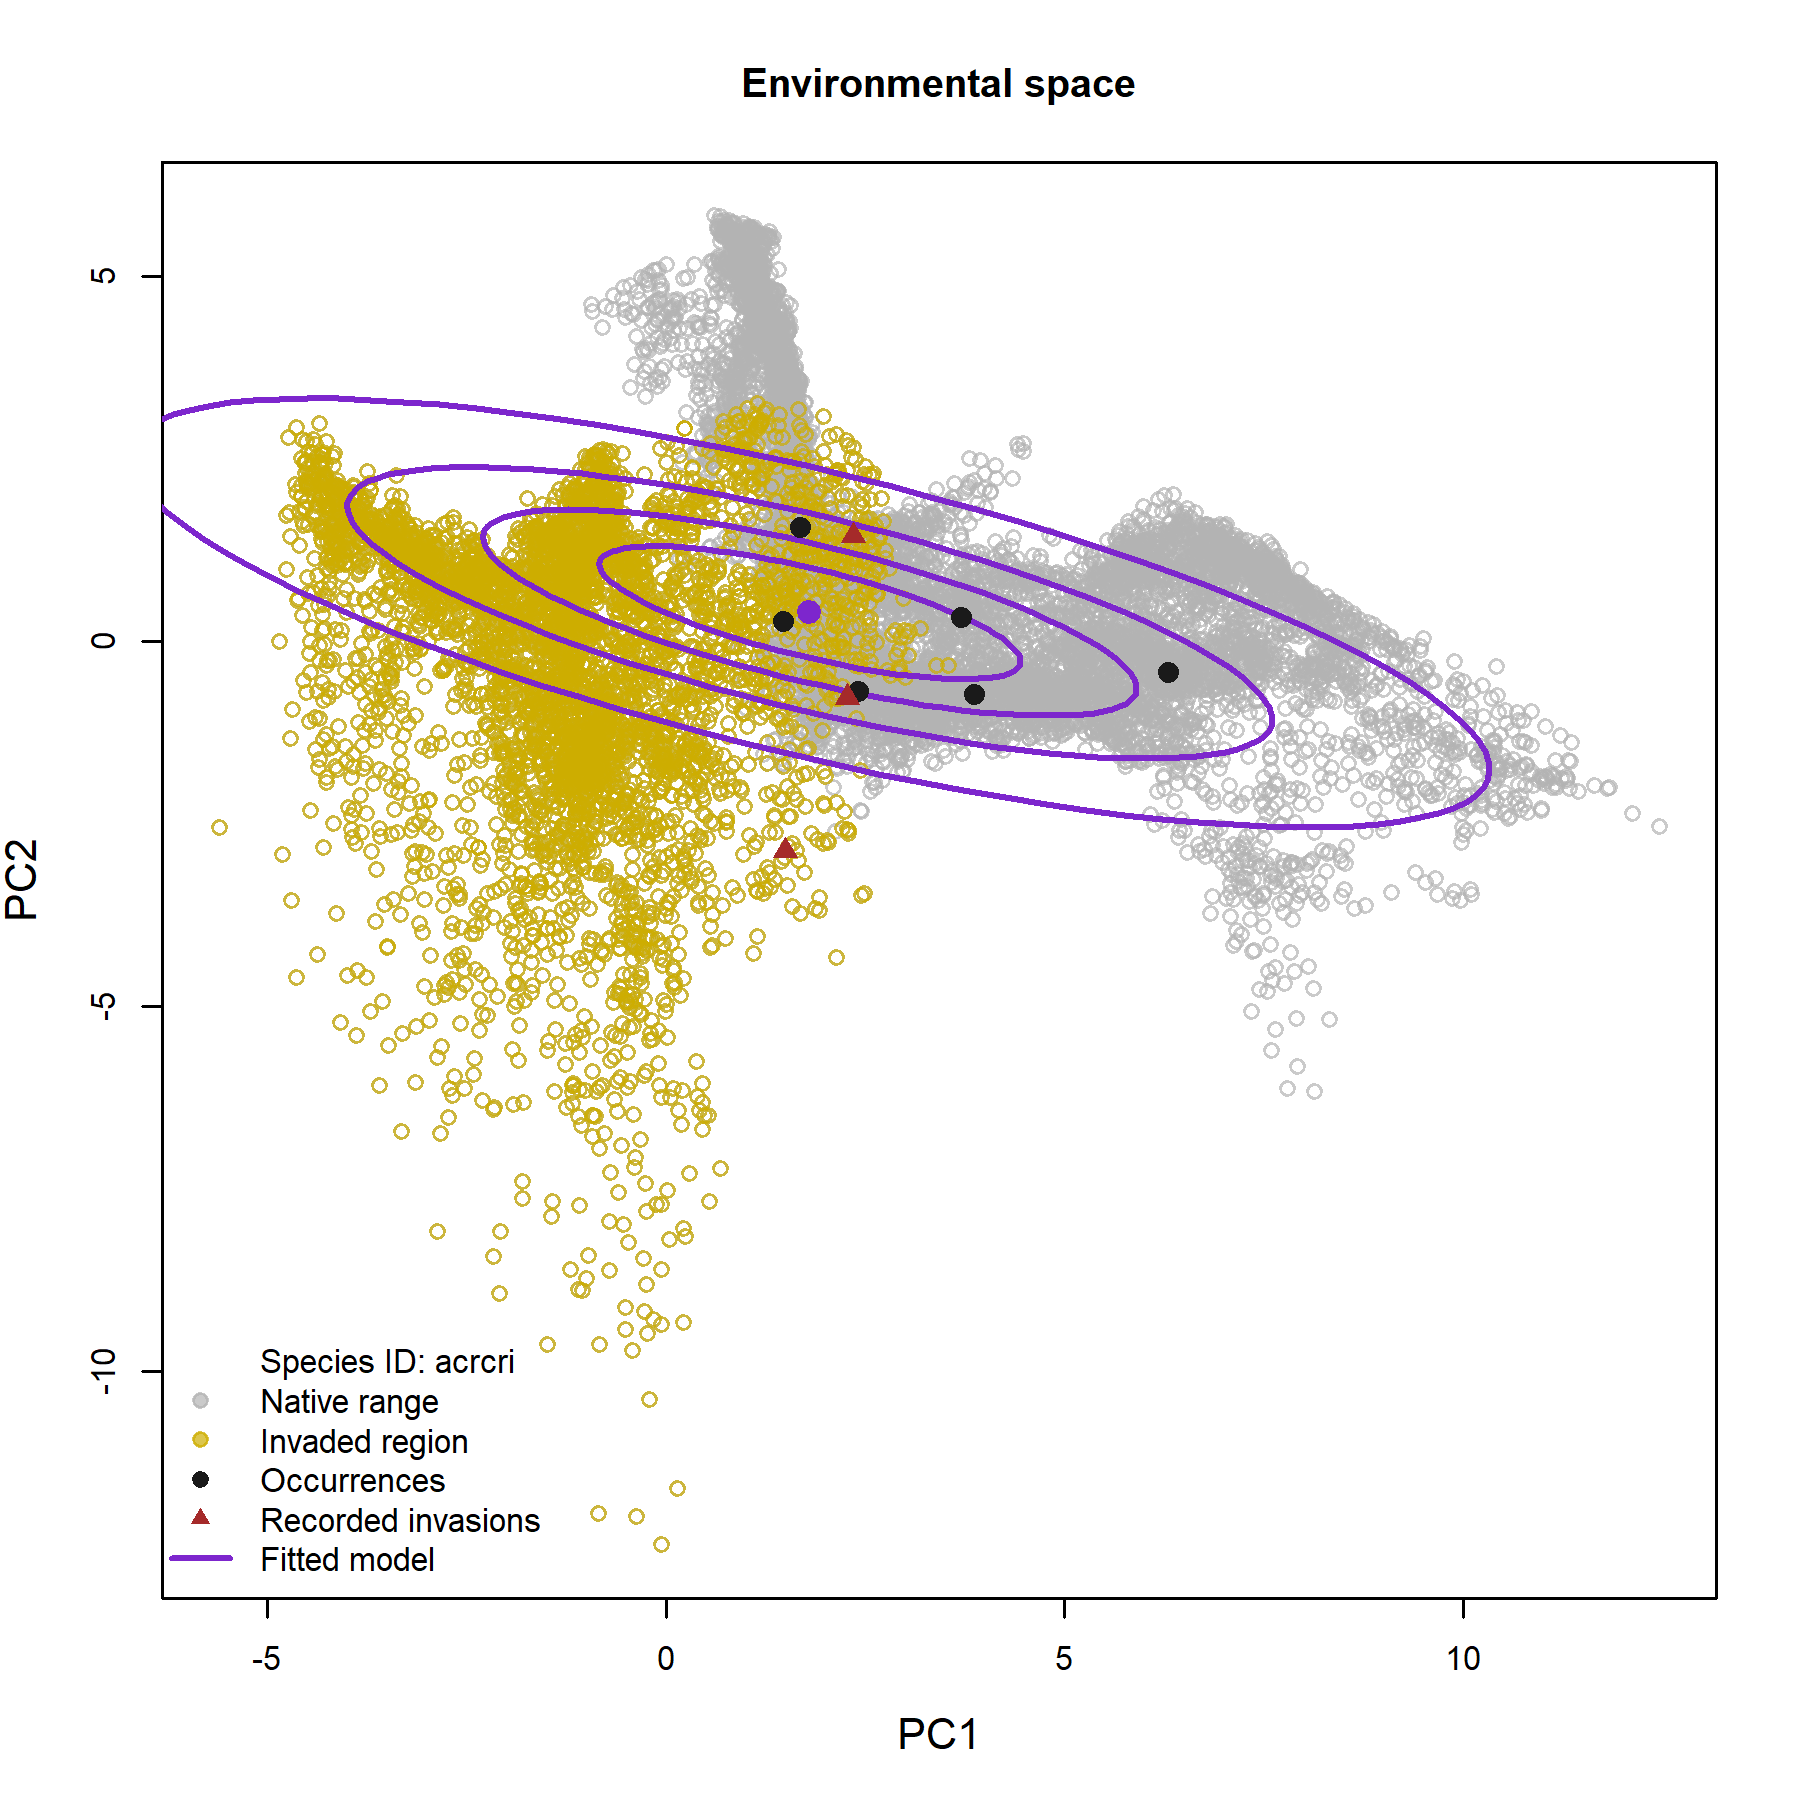 Environmental space
PC2
5
0
-5
-10
Species ID: acrcri
Native range
Invaded region
Occurrences
Recorded invasions
Fitted model
-5
0
5
10
PC1